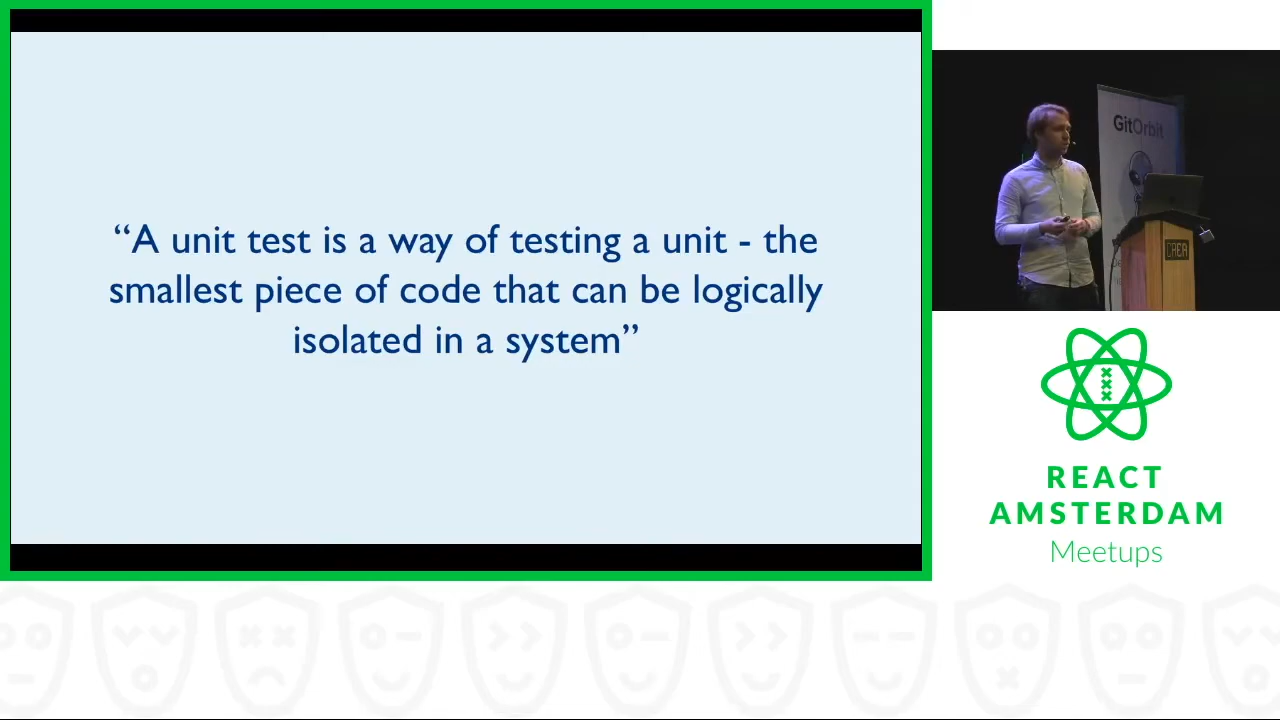 “A unit test is a way of testing a unit - the
smallest piece of code that can be logically
isolated in a system”
GitOrbit
CREA
REACT
AMSTERDAM
Meetups